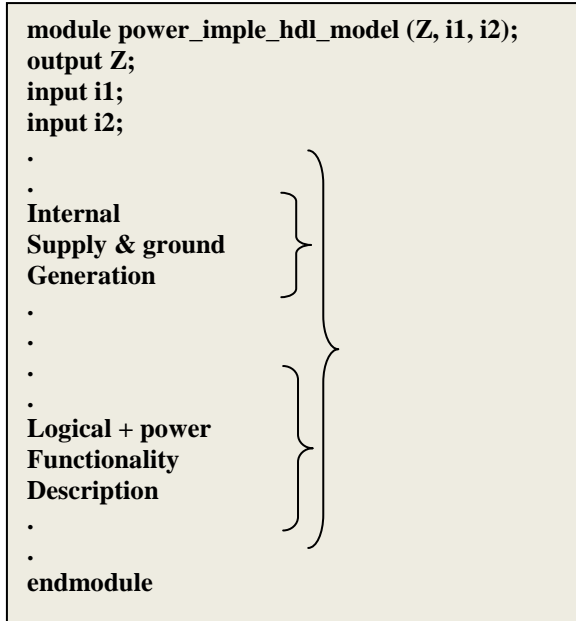 module power_imple_hdl_model (Z, i1, i2);
output Z;
input i1;
input i2;
.
.
Internal
Supply & ground
Generation
.
.
.
.
Logical + power
Functionality
Description
.
.
endmodule